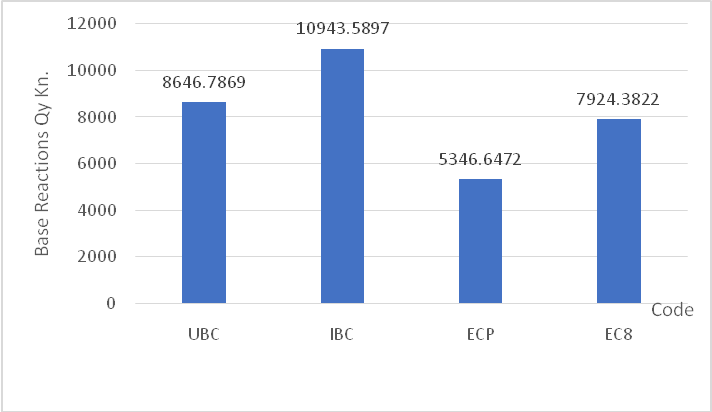 Base Reactions Qy Kn.
12000
10000
8000
6000
4000
2000
0
8646.7869
10943.5897
5346.6472
7924.3822
UBC
IBC
ECP
EC8
Code